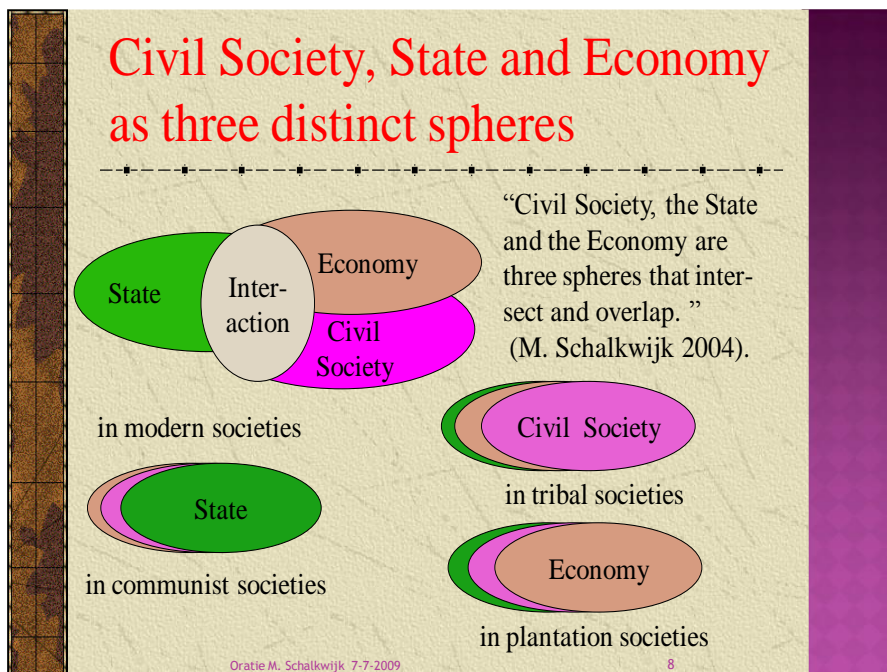 Civil Society, State and Economy
as three distinct spheres
State
Inter-
action
Economy
Civil
Society
“Civil Society, the State
and the Economy are
three spheres that inter-
sect and overlap. ”
(M. Schalkwijk 2004).
in modern societies
Civil Society
in tribal societies
State
in communist societies
Economy
in plantation societies
Oratie M. Schalkwijk 7-7-2009
8